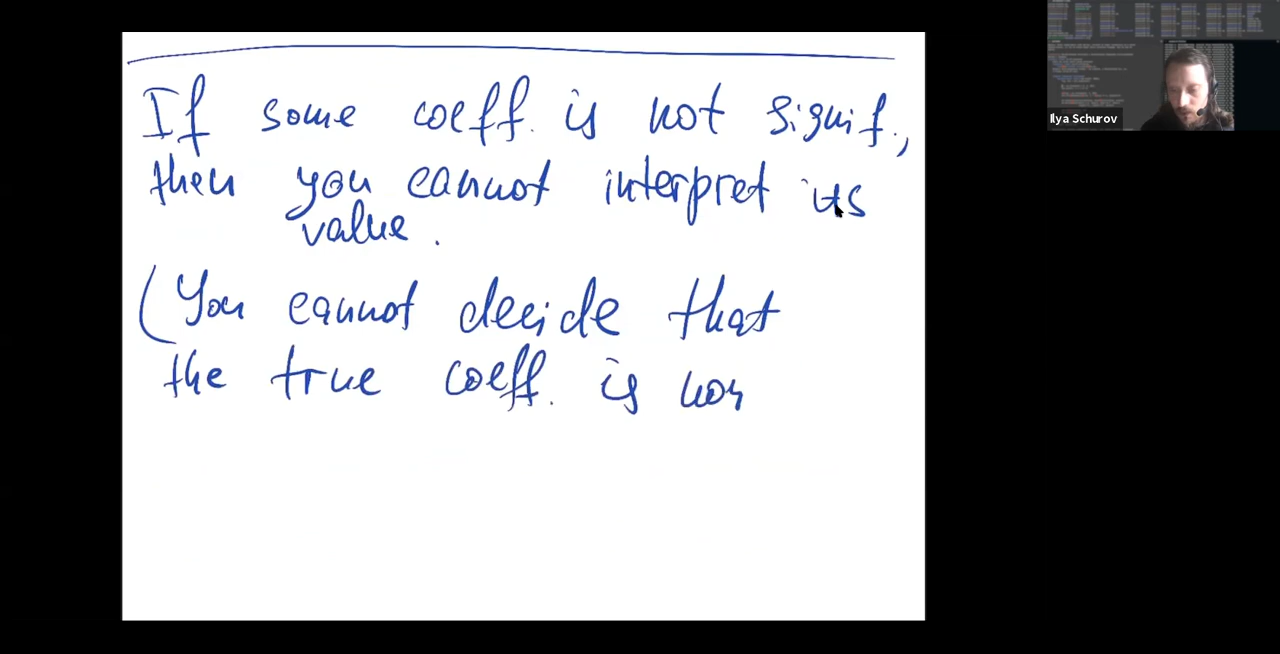 If some coeff. is not signif.,
then you cannot interpret its
value.
(You cannot decide that
the true coeff. is non
Ilya Schurov